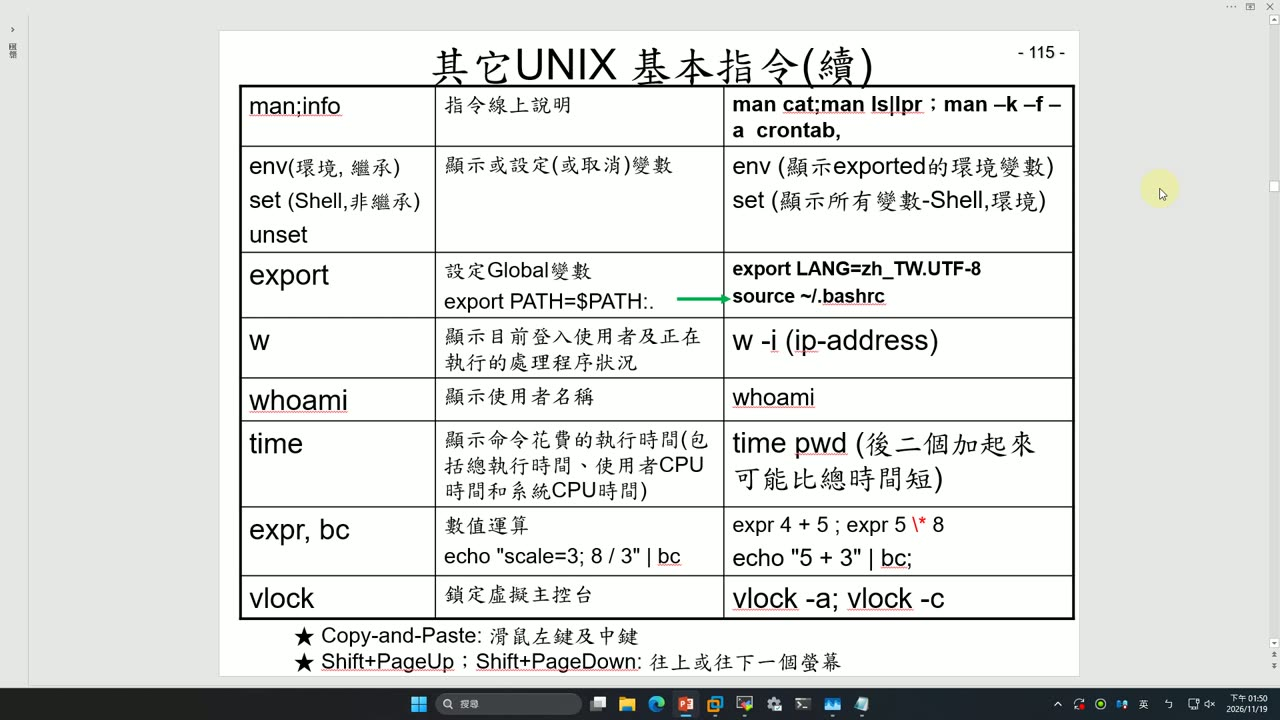 其它UNIX 基本指令(續)
- 115 -
man;info
指令線上說明
man cat;man ls|lpr；man –k –f –
a crontab,
env(環境, 繼承)
set (Shell,非繼承)
unset
顯示或設定(或取消)變數
env (顯示exported的環境變數)
set (顯示所有變數-Shell,環境)
export
設定Global變數
export PATH=$PATH:.
export LANG=zh_TW.UTF-8
source ~/.bashrc
w
顯示目前登入使用者及正在
執行的處理程序狀況
w -i (ip-address)
whoami
顯示使用者名稱
whoami
time
顯示命令花費的執行時間(包
括總執行時間、使用者CPU
時間和系統CPU時間)
time pwd (後二個加起來
可能比總時間短)
expr, bc
數值運算
echo "scale=3; 8 / 3" | bc
expr 4 + 5 ; expr 5 \* 8
echo "5 + 3" | bc;
vlock
鎖定虛擬主控台
vlock -a; vlock -c
★ Copy-and-Paste: 滑鼠左鍵及中鍵
★ Shift+PageUp；Shift+PageDown: 往上或往下一個螢幕
搜尋
英
ㄅ
下午 01:50
2026/11/19